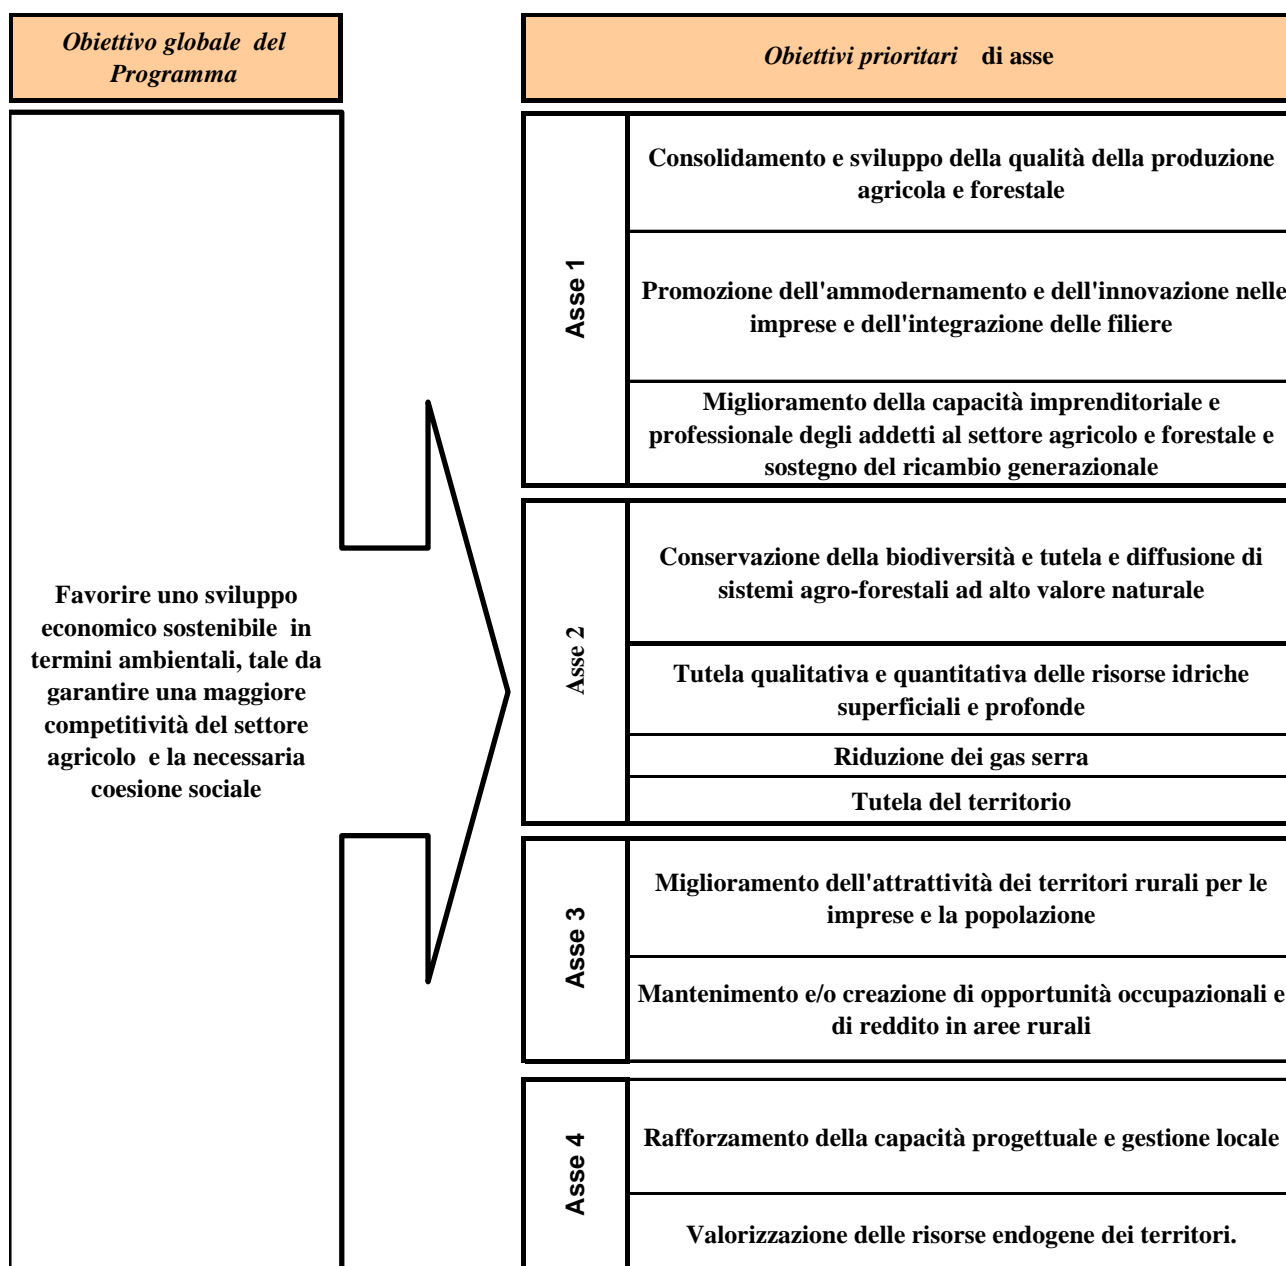 Obiettivo globale del
Programma
Obiettivi prioritari di asse
Favorire uno sviluppo
economico sostenibile in
termini ambientali, tale da
garantire una maggiore
competitività del settore
agricolo e la necessaria
coesione sociale
Asse 1
Consolidamento e sviluppo della qualità della produzione
agricola e forestale
Promozione dell'ammodernamento e dell'innovazione nelle
imprese e dell'integrazione delle filiere
Miglioramento della capacità imprenditoriale e
professionale degli addetti al settore agricolo e forestale e
sostegno del ricambio generazionale
Asse 2
Conservazione della biodiversità e tutela e diffusione di
sistemi agro-forestali ad alto valore naturale
Tutela qualitativa e quantitativa delle risorse idriche
superficiali e profonde
Riduzione dei gas serra
Tutela del territorio
Asse 3
Miglioramento dell'attrattività dei territori rurali per le
imprese e la popolazione
Mantenimento e/o creazione di opportunità occupazionali e
di reddito in aree rurali
Asse 4
Rafforzamento della capacità progettuale e gestione locale
Valorizzazione delle risorse endogene dei territori.